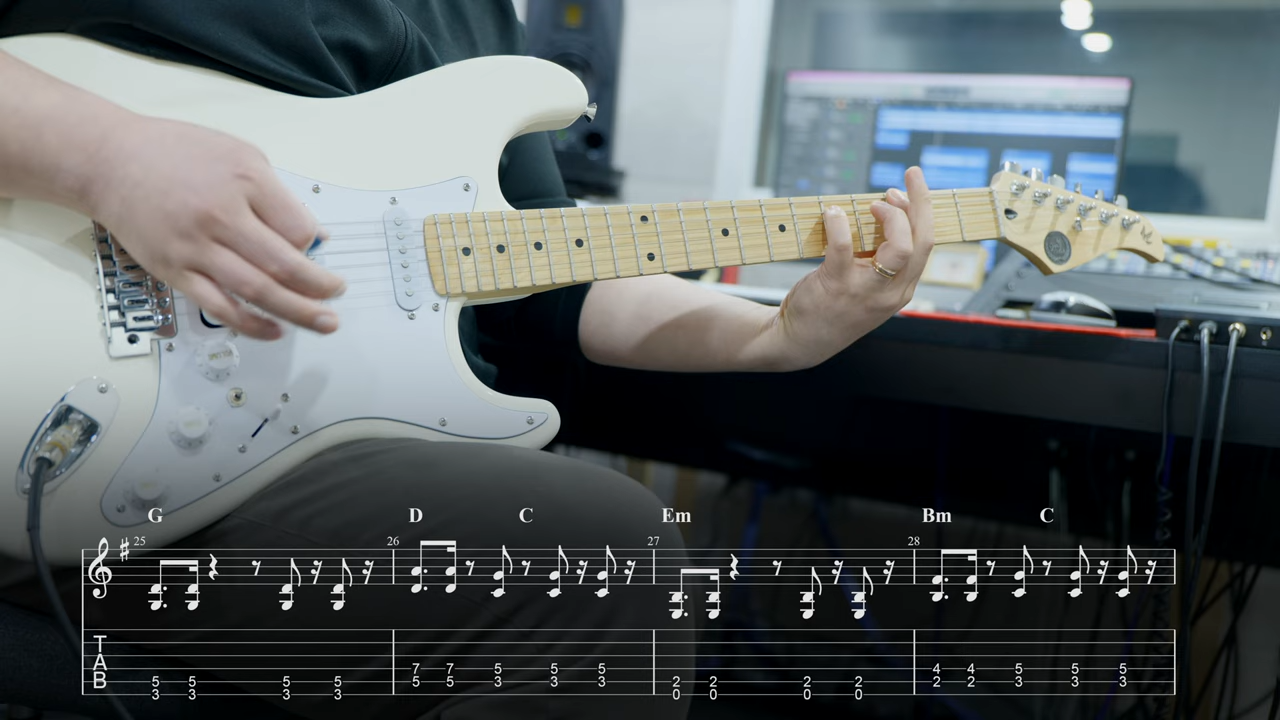 G D C Em Bm C
25 26 27 28
T
A
B
7 7 5 5 5 4 4 5 5 5
5 5 5 5 5 5 3 3 3 2 2 2 2 2 2 3 3 3
3 3 3 3 0 0 0 0